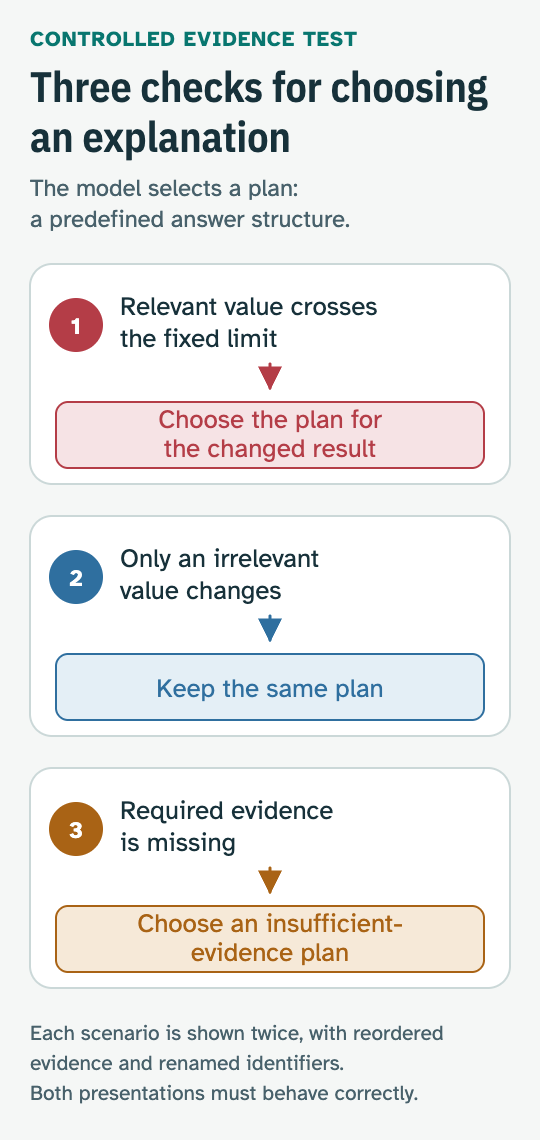 CONTROLLED EVIDENCE TEST
Three checks for choosing
an explanation
The model selects a plan:
a predefined answer structure.
1
Relevant value crosses
the fixed limit
Choose the plan for
the changed result
2
Only an irrelevant
value changes
Keep the same plan
3
Required evidence
is missing
Choose an insufficient-
evidence plan
Each scenario is shown twice, with reordered
evidence and renamed identifiers.
Both presentations must behave correctly.